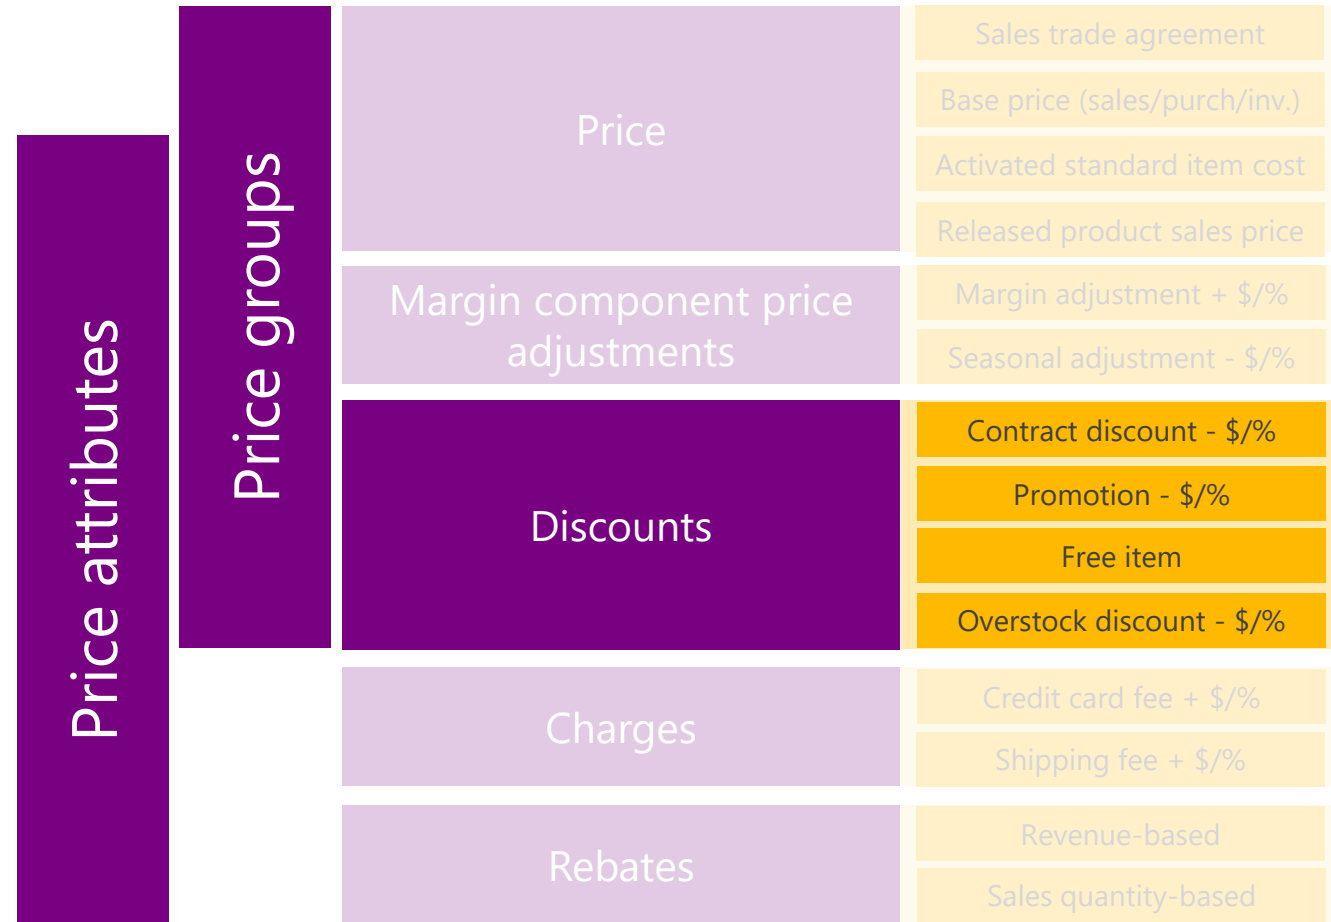 Price attributes
Price groups
Price
Sales trade agreement
Base price (sales/purch/inv.)
Activated standard item cost
Released product sales price
Margin component price
adjustments
Margin adjustment + $/%
Seasonal adjustment - $/%
Discounts
Contract discount - $/%
Promotion - $/%
Free item
Overstock discount - $/%
Charges
Credit card fee + $/%
Shipping fee + $/%
Rebates
Revenue-based
Sales quantity-based